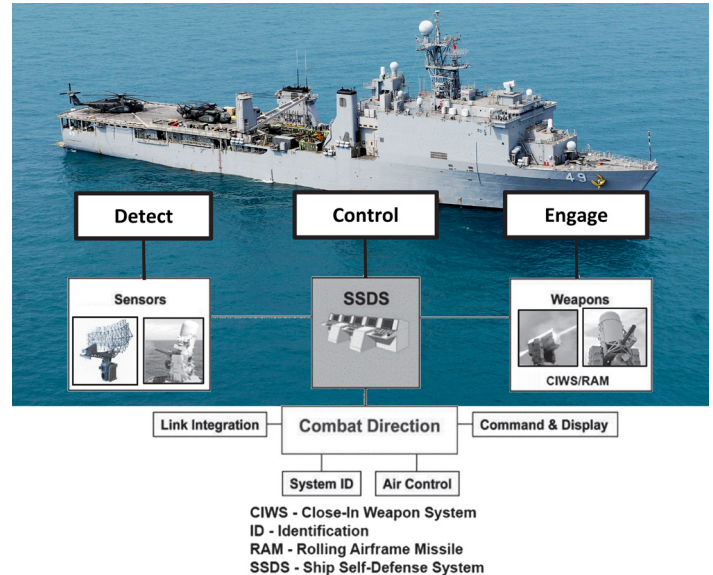 49
Detect
Control
Engage
Sensors
SSDS
Weapons
CIWS/RAM
Link Integration
Combat Direction
Command & Display
System ID
Air Control
CIWS - Close-In Weapon System
ID - Identification
RAM - Rolling Airframe Missile
SSDS - Ship Self-Defense System